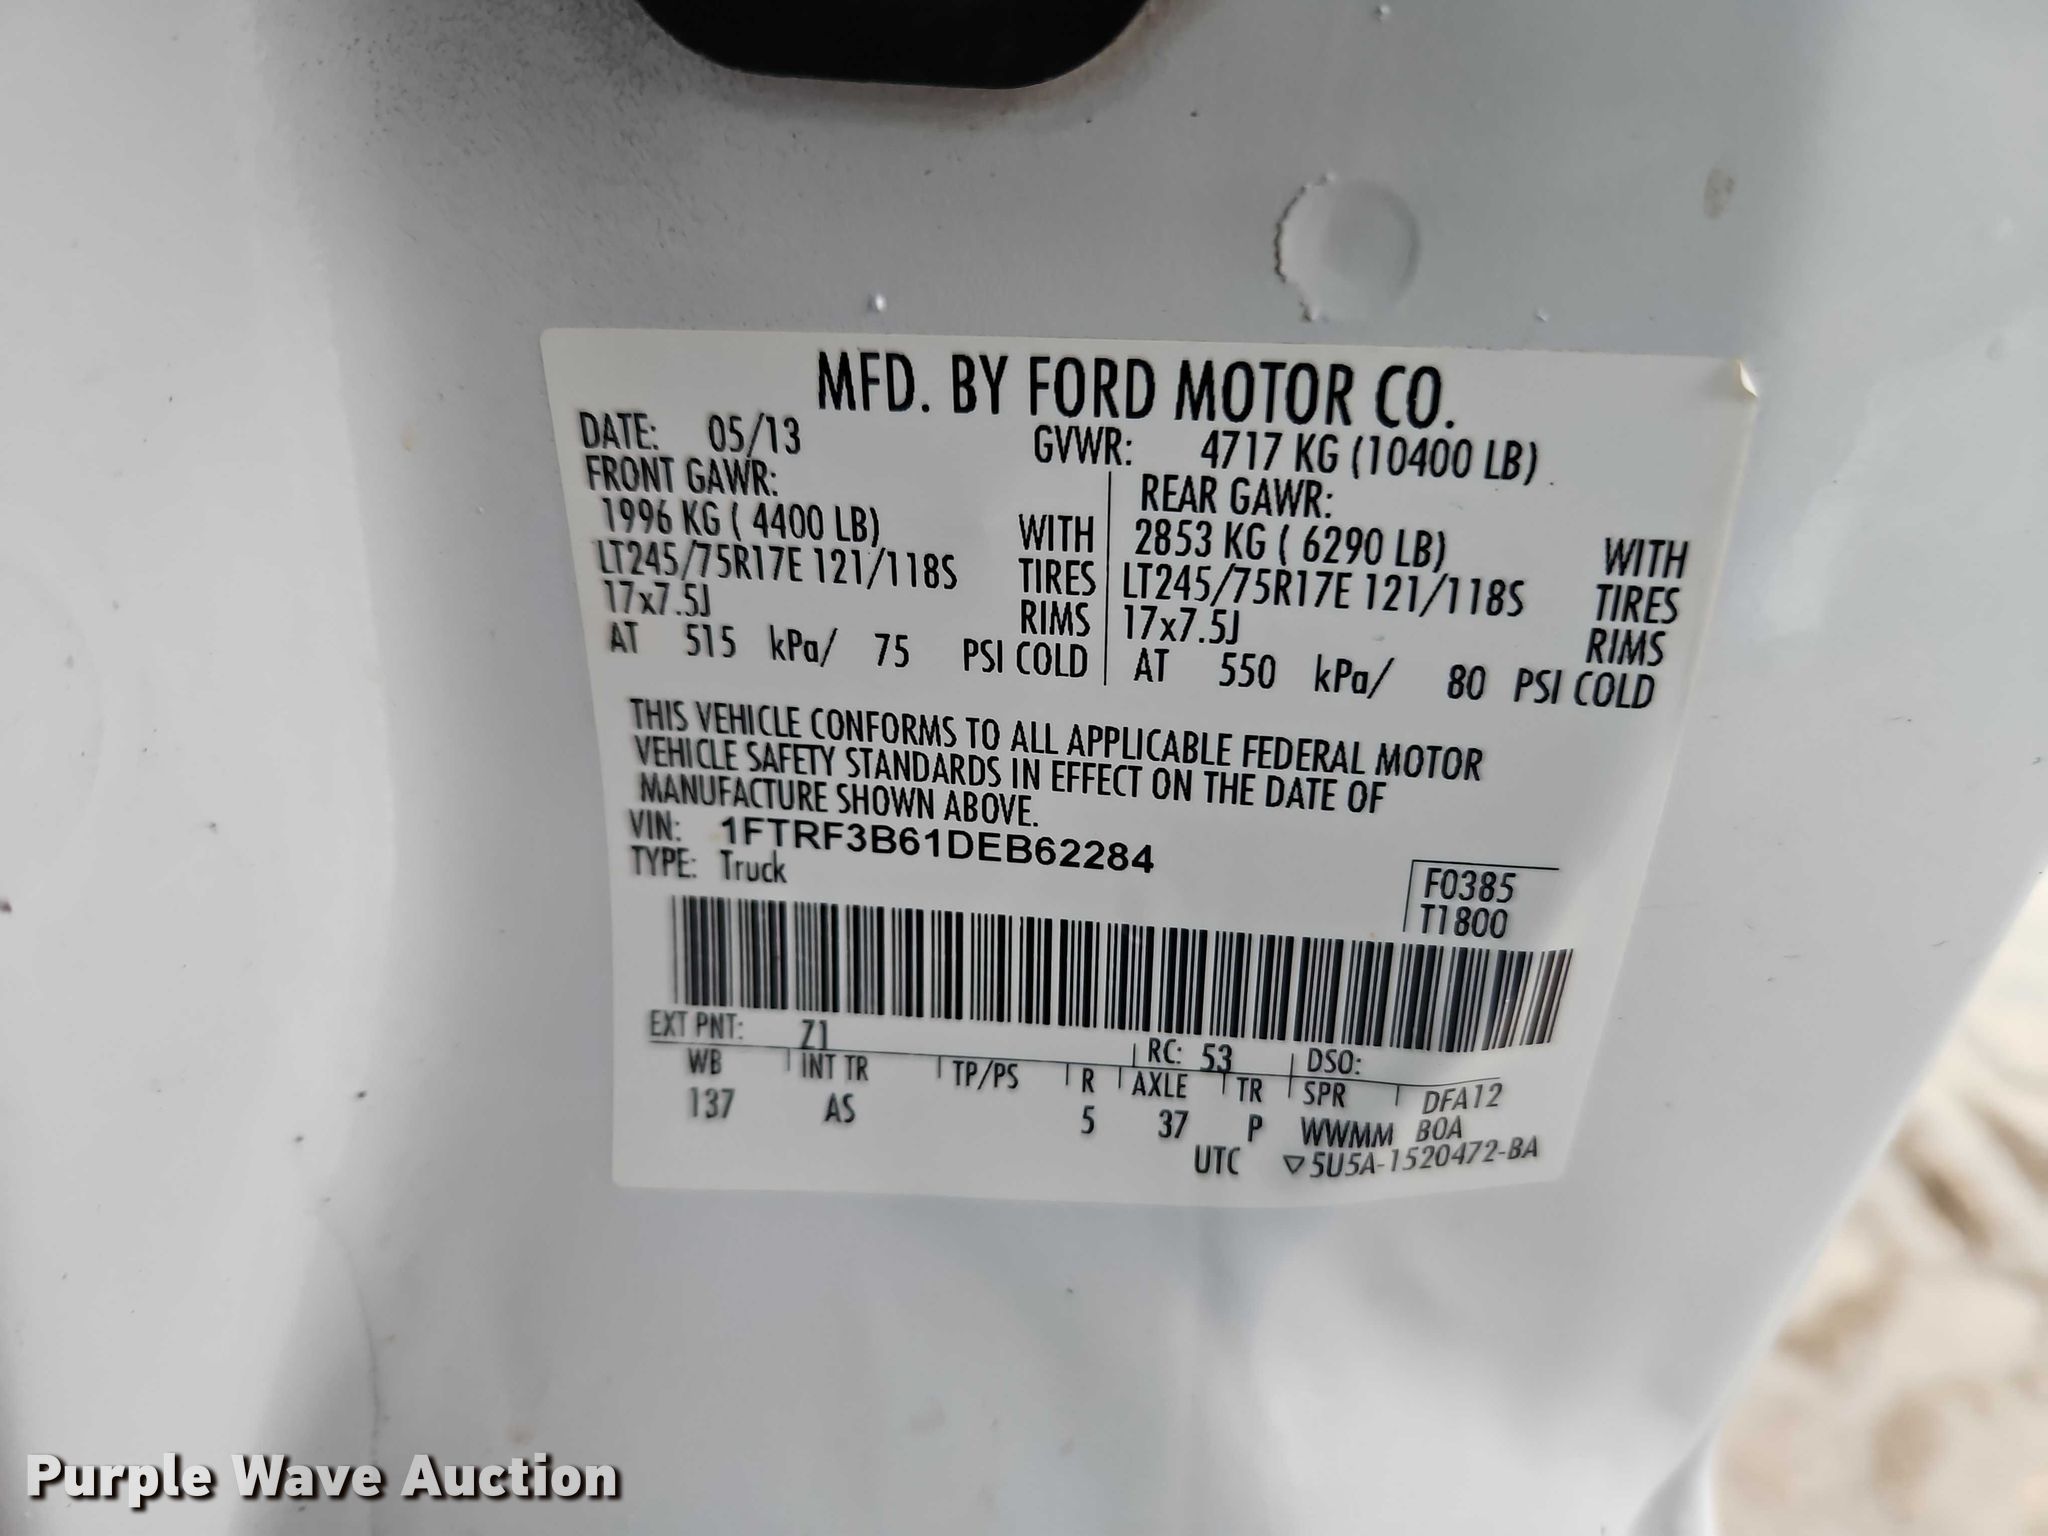 MFD. BY FORD MOTOR CO.
DATE: 05/13 GVWR: 4717 KG (10400 LB)
FRONT GAWR: REAR GAWR:
1996 KG ( 4400 LB) WITH 2853 KG ( 6290 LB) WITH
LT245/75R17E 121/118S TIRES LT245/75R17E 121/118S TIRES
17x7.5J RIMS 17x7.5J RIMS
AT 515 kPa/ 75 PSI COLD AT 550 kPa/ 80 PSI COLD
THIS VEHICLE CONFORMS TO ALL APPLICABLE FEDERAL MOTOR
VEHICLE SAFETY STANDARDS IN EFFECT ON THE DATE OF
MANUFACTURE SHOWN ABOVE.
VIN: 1FTRF3B61DEB62284
TYPE: Truck
F0385
T1800
EXT PNT: Z1 RC: 53 DSO:
WB INT TR TP/PS R AXLE TR SPR DFA12
137 AS 5 37 P WWMM BOA
UTC ▽5U5A-1520472-BA
Purple Wave Auction